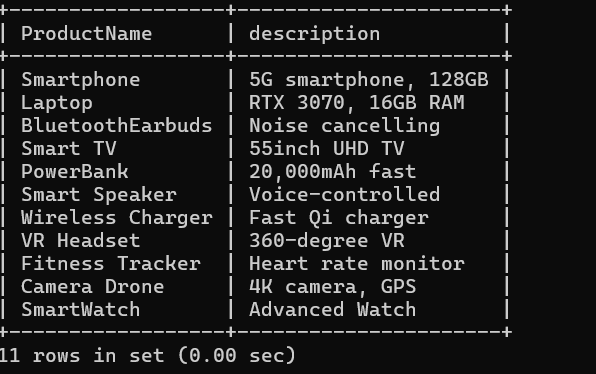 +------------------+----------------------+
| ProductName      | description          |
+------------------+----------------------+
| Smartphone       | 5G smartphone, 128GB |
| Laptop           | RTX 3070, 16GB RAM   |
| BluetoothEarbuds | Noise cancelling     |
| Smart TV         | 55inch UHD TV        |
| PowerBank        | 20,000mAh fast       |
| Smart Speaker    | Voice-controlled     |
| Wireless Charger | Fast Qi charger      |
| VR Headset       | 360-degree VR        |
| Fitness Tracker  | Heart rate monitor   |
| Camera Drone     | 4K camera, GPS       |
| SmartWatch       | Advanced Watch       |
+------------------+----------------------+
11 rows in set (0.00 sec)